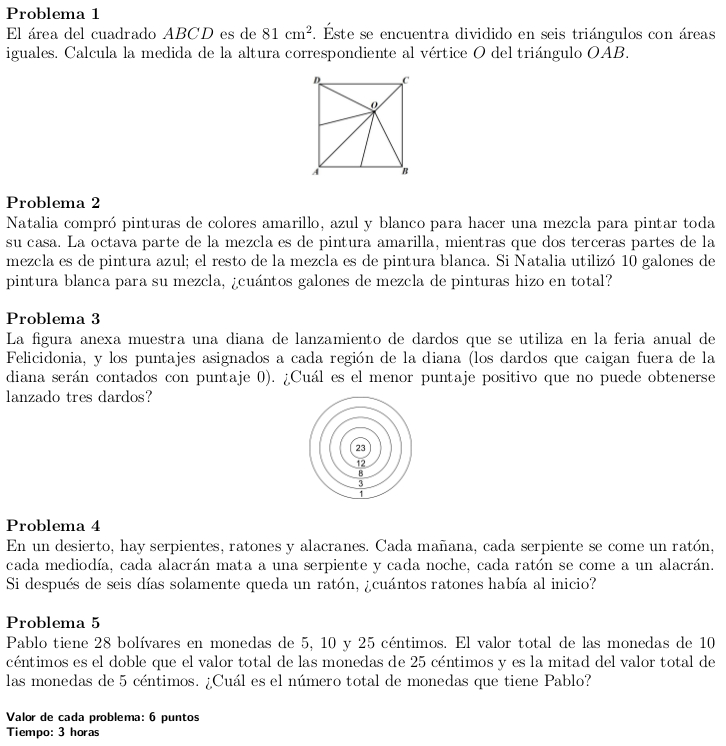 Problema 1
El área del cuadrado ABCD es de 81 cm². Éste se encuentra dividido en seis triángulos con áreas
iguales. Calcula la medida de la altura correspondiente al vértice O del triángulo OAB.
D
C
O
A
B
Problema 2
Natalia compró pinturas de colores amarillo, azul y blanco para hacer una mezcla para pintar toda
su casa. La octava parte de la mezcla es de pintura amarilla, mientras que dos terceras partes de la
mezcla es de pintura azul; el resto de la mezcla es de pintura blanca. Si Natalia utilizó 10 galones de
pintura blanca para su mezcla, ¿cuántos galones de mezcla de pinturas hizo en total?
Problema 3
La figura anexa muestra una diana de lanzamiento de dardos que se utiliza en la feria anual de
Felicidonia, y los puntajes asignados a cada región de la diana (los dardos que caigan fuera de la
diana serán contados con puntaje 0). ¿Cuál es el menor puntaje positivo que no puede obtenerse
lanzado tres dardos?
23
12
8
3
1
Problema 4
En un desierto, hay serpientes, ratones y alacranes. Cada mañana, cada serpiente se come un ratón,
cada mediodía, cada alacrán mata a una serpiente y cada noche, cada ratón se come a un alacrán.
Si después de seis días solamente queda un ratón, ¿cuántos ratones había al inicio?
Problema 5
Pablo tiene 28 bolívares en monedas de 5, 10 y 25 céntimos. El valor total de las monedas de 10
céntimos es el doble que el valor total de las monedas de 25 céntimos y es la mitad del valor total de
las monedas de 5 céntimos. ¿Cuál es el número total de monedas que tiene Pablo?
Valor de cada problema: 6 puntos
Tiempo: 3 horas